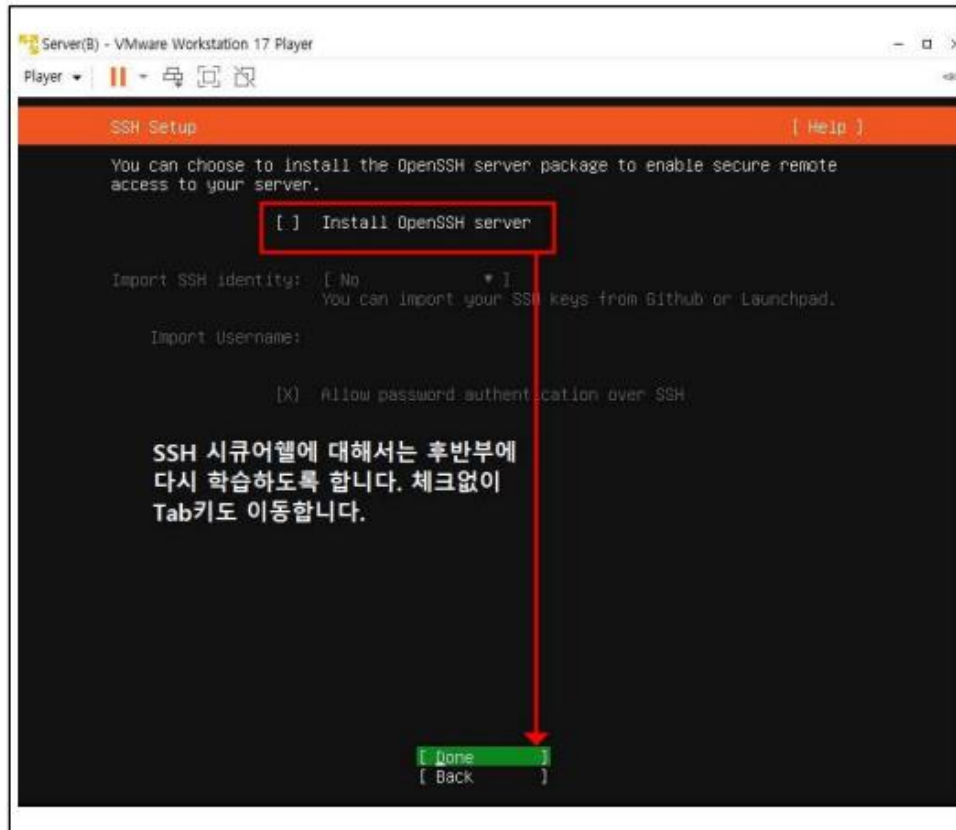 Server(B) - VMware Workstation 17 Player
Player
SSH Setup [ Help ]
You can choose to install the OpenSSH server package to enable secure remote
access to your server.
[ ] Install OpenSSH server
Import SSH identity: [ No ▾ ]
You can import your SSH keys from Github or Launchpad.
Import Username:
[X] Allow password authentication over SSH
SSH 시큐어웰에 대해서는 후반부에
다시 학습하도록 합니다. 체크없이
Tab키도 이동합니다.
[ Done ]
[ Back ]